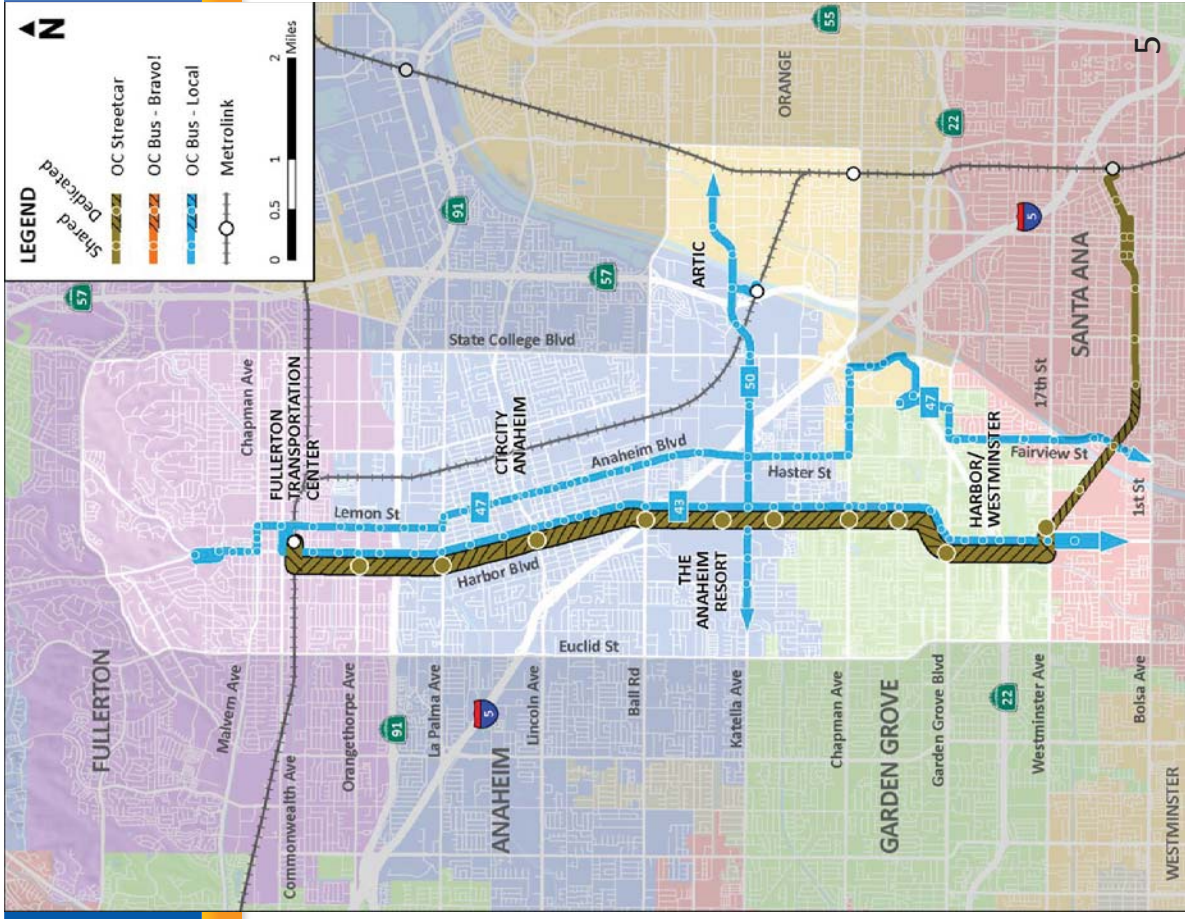 N
LEGEND
Shared
Dedicated
OC Streetcar
OC Bus - Bravo!
OC Bus - Local
Metrolink
0
0.5
1
2
Miles
57
91
57
55
22
5
5
FULLERTON
Malvern Ave
Chapman Ave
FULLERTON
TRANSPORTATION
CENTER
Commonwealth Ave
Orangethorpe Ave
91
Lemon St
La Palma Ave
47
5
State College Blvd
CTRCITY
ANAHEIM
Harbor Blvd
Anaheim Blvd
Lincoln Ave
ANAHEIM
Euclid St
Ball Rd
43
ARTIC
ORANGE
THE
ANAHEIM
RESORT
Katella Ave
50
Haster St
Chapman Ave
GARDEN GROVE
Garden Grove Blvd
47
22
HARBOR/
WESTMINSTER
Westminster Ave
Fairview St
17th St
SANTA ANA
1st St
Bolsa Ave
WESTMINSTER